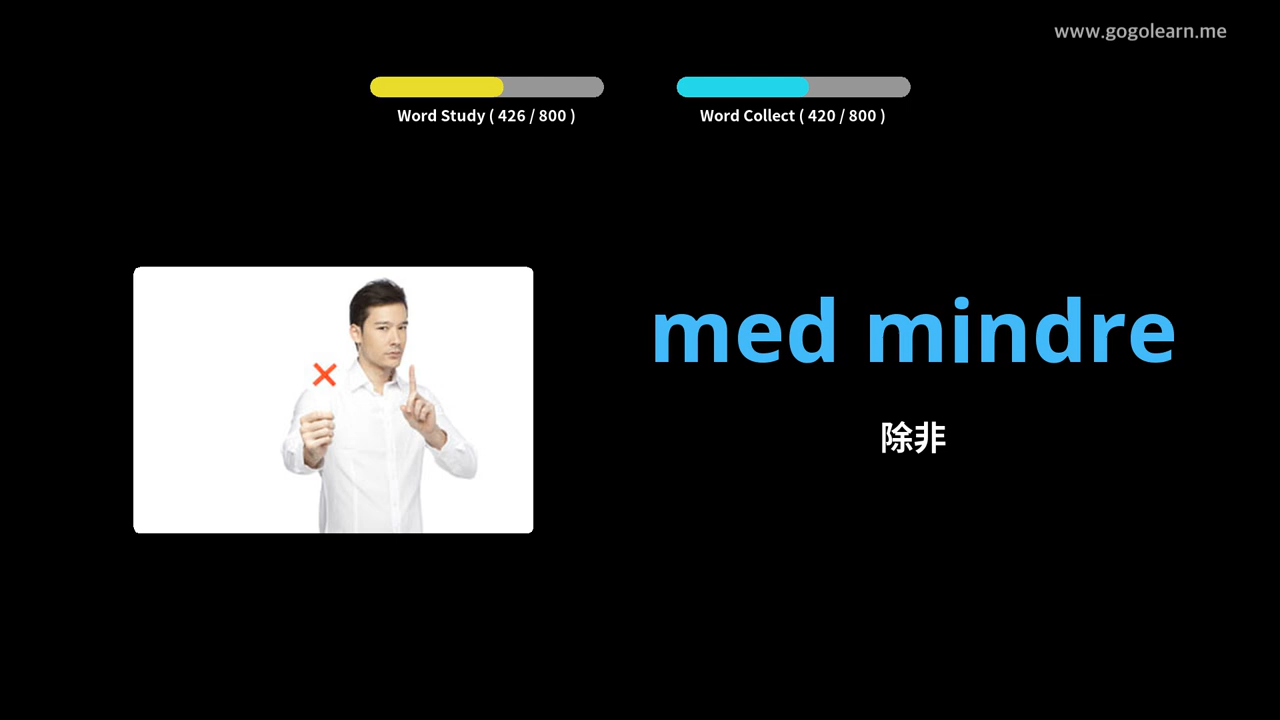 www.gogolearn.me
Word Study ( 426 / 800 )
Word Collect ( 420 / 800 )
med mindre
除非